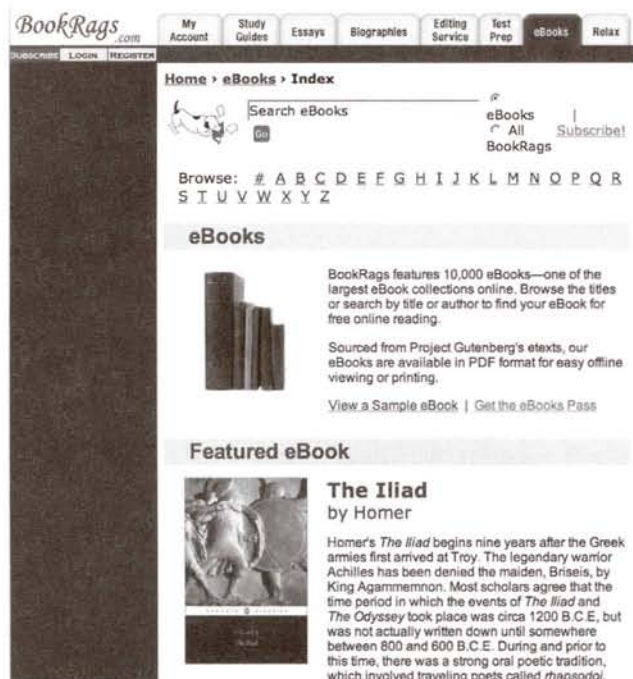 BookRags
.com
My Account
Study Guides
Essays
Biographies
Editing Service
Test Prep
eBooks
Relax
SUBSCRIBE LOGIN REGISTER
Home › eBooks › Index
Search eBooks
Go
eBooks |
All Subscribe!
BookRags
Browse: # A B C D E F G H I J K L M N O P Q R
S T U V W X Y Z
eBooks
BookRags features 10,000 eBooks—one of the
largest eBook collections online. Browse the titles
or search by title or author to find your eBook for
free online reading.
Sourced from Project Gutenberg's etexts, our
eBooks are available in PDF format for easy offline
viewing or printing.
View a Sample eBook | Get the eBooks Pass
Featured eBook
The Iliad
by Homer
Homer's The Iliad begins nine years after the Greek
armies first arrived at Troy. The legendary warrior
Achilles has been denied the maiden, Briseis, by
King Agammemnon. Most scholars agree that the
time period in which the events of The Iliad and
The Odyssey took place was circa 1200 B.C.E, but
was not actually written down until somewhere
between 800 and 600 B.C.E. During and prior to
this time, there was a strong oral poetic tradition,
which involved traveling poets called rhapsodoi.